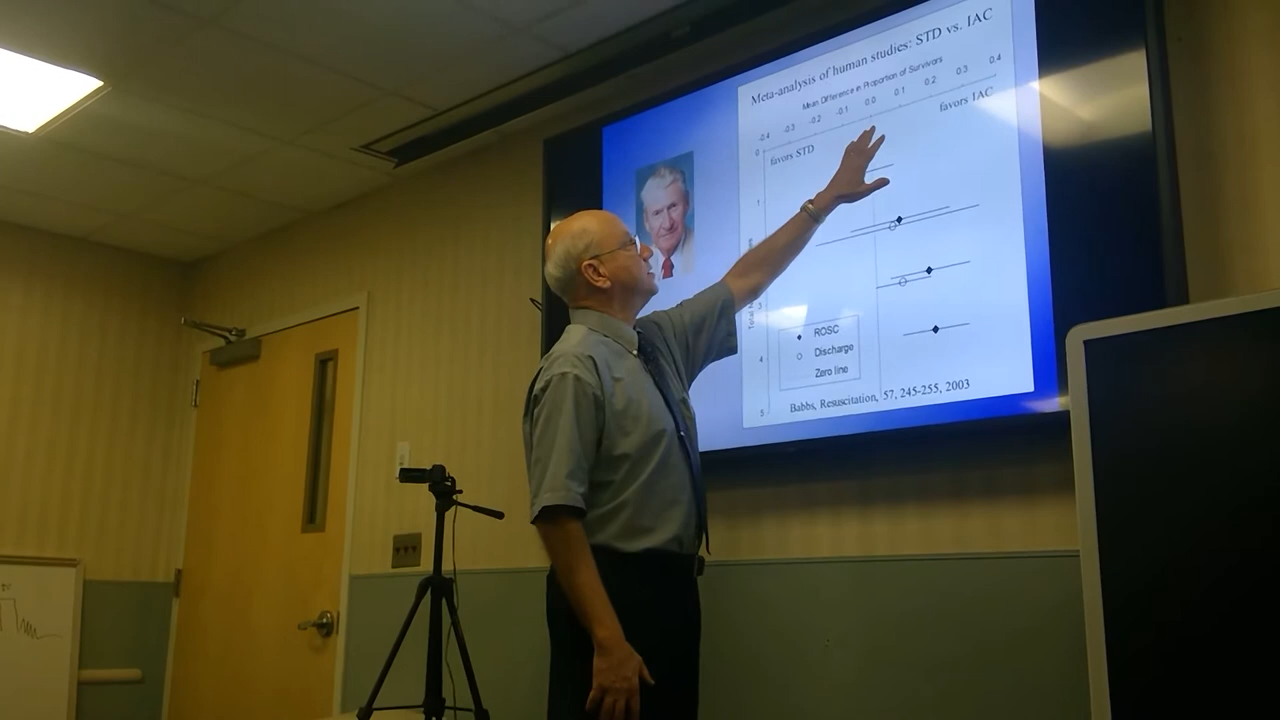 Meta-analysis of human studies: STD vs. IAC
Mean Difference in Proportion of Survivors
-0.4 -0.3 -0.2 -0.1 0.0 0.1 0.2 0.3 0.4
favors STD
favors IAC
0
1
3
4
5
Total
ROSC
Discharge
Zero line
Babbs, Resuscitation, 57, 245-255, 2003